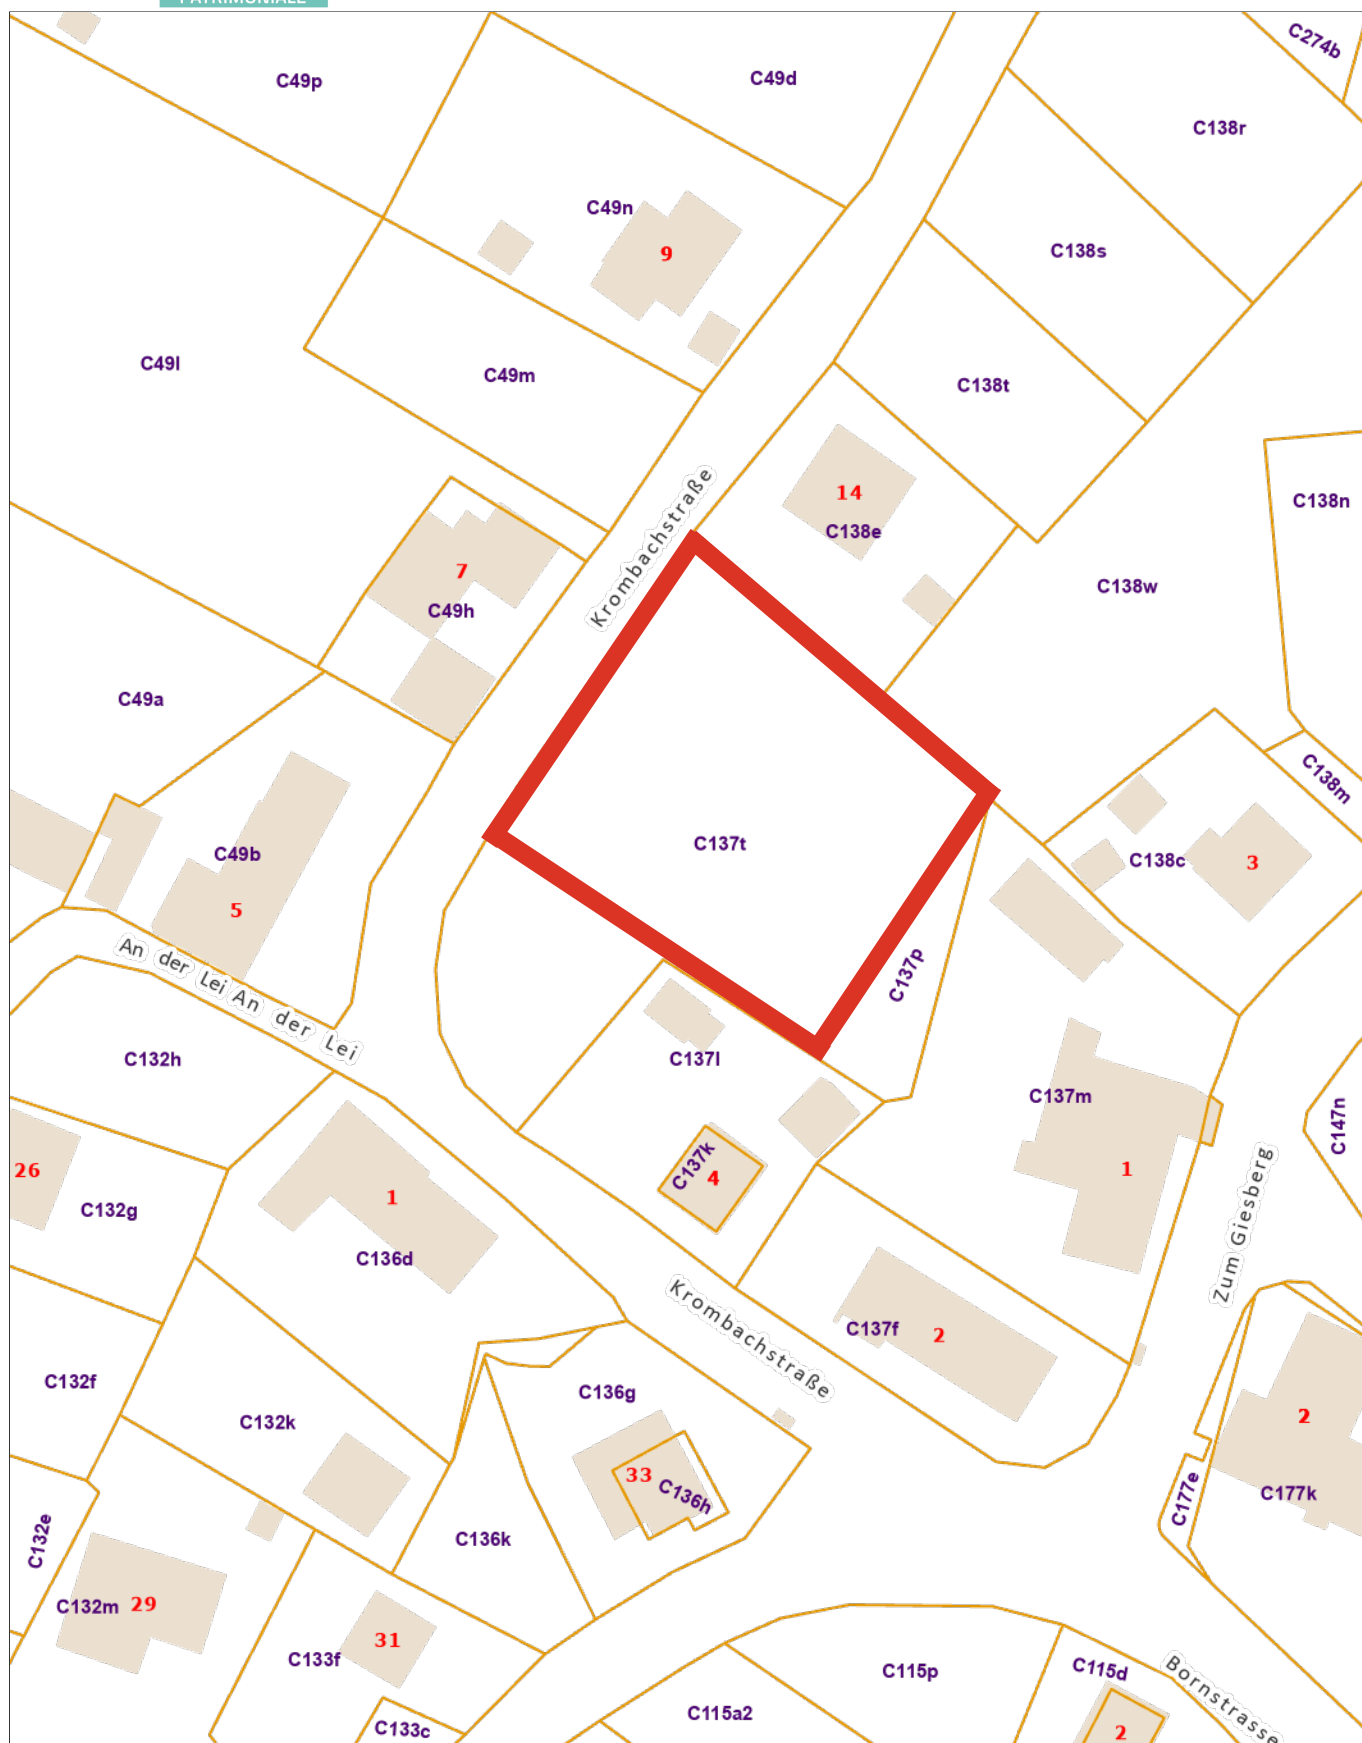 PATRIMONIALE
C274b
C49p
C49d
C138r
C49n
9
C138s
C49l
C49m
C138t
14
C138e
C138n
Krombachstraße
7
C49h
C138w
C49a
C138m
C137t
C49b
5
C138c
3
An der Lei
An der Lei
C137p
C132h
C137l
C137m
1
C147n
26
C132g
1
C136d
C137k
4
Zum Giesberg
Krombachstraße
C137f
2
C132f
C136g
C132k
2
33
C136h
C177e
C177k
C132e
C136k
C132m
29
31
C133f
C115p
C115d
Bornstrasse
C115a2
C133c
2